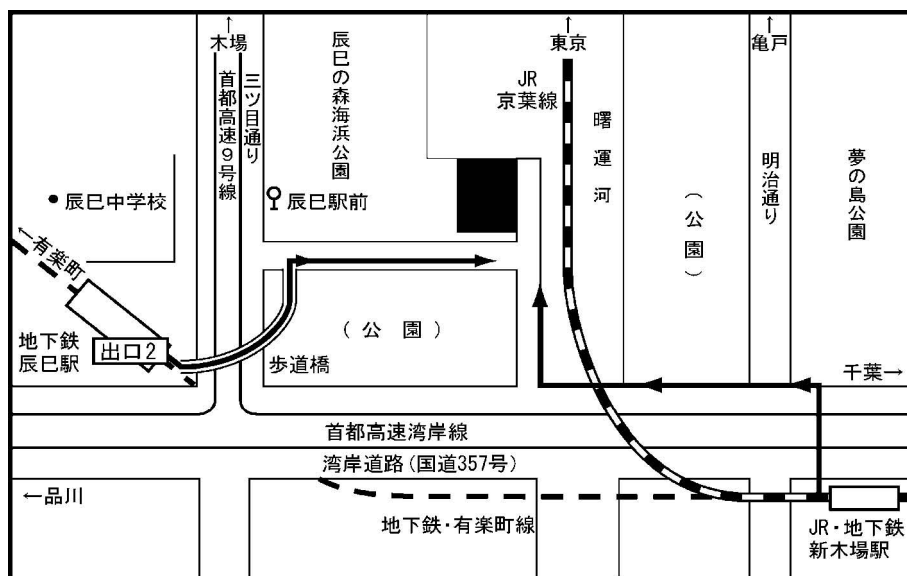 ↑
木場
首都高速9号線
三ツ目通り
辰巳の森海浜公園
↑
東京
JR
京葉線
曙運河
↑
亀戸
明治通り
(公園)
夢の島公園
●辰巳中学校
辰巳駅前
←有楽町
地下鉄
辰巳駅
出口2
歩道橋
(公園)
千葉→
首都高速湾岸線
湾岸道路(国道357号)
←品川
地下鉄・有楽町線
JR・地下鉄
新木場駅